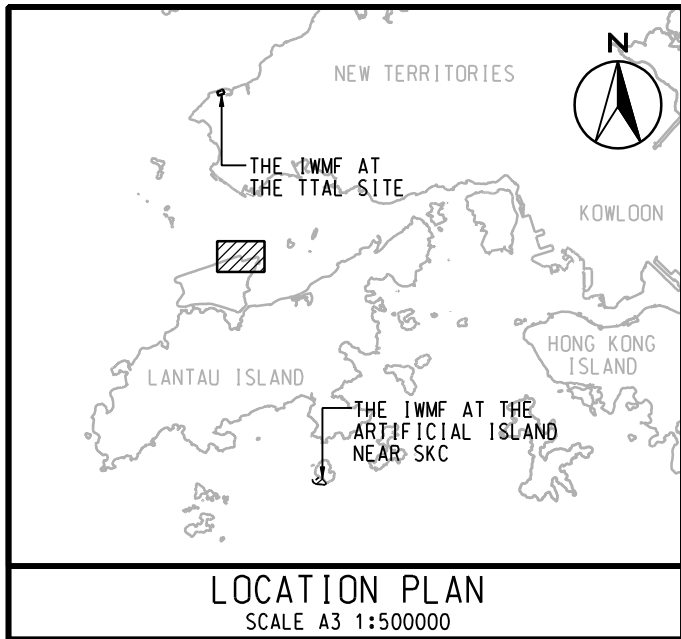 N
NEW TERRITORIES
THE IWMF AT
THE TTAL SITE
KOWLOON
HONG KONG
ISLAND
LANTAU ISLAND
THE IWMF AT THE
ARTIFICIAL ISLAND
NEAR SKC
LOCATION PLAN
SCALE A3 1:500000